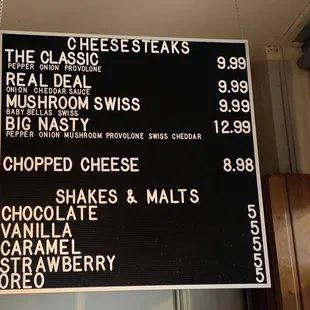 CHEESESTEAKS
THE CLASSIC 9.99
PEPPER ONION PROVOLONE
REAL DEAL 9.99
ONION CHEDDAR SAUCE
MUSHROOM SWISS 9.99
BABY BELLAS SWISS
BIG NASTY 12.99
PEPPER ONION MUSHROOM PROVOLONE SWISS CHEDDAR
CHOPPED CHEESE 8.98
SHAKES & MALTS
CHOCOLATE 5
VANILLA 5
CARAMEL 5
STRAWBERRY 5
OREO 5